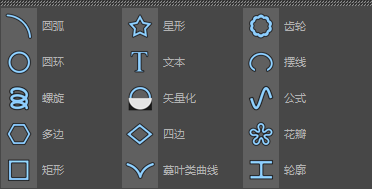 圆弧 星形 齿轮
圆环 文本 摆线
螺旋 矢量化 公式
多边 四边 花瓣
矩形 蔓叶类曲线 轮廓